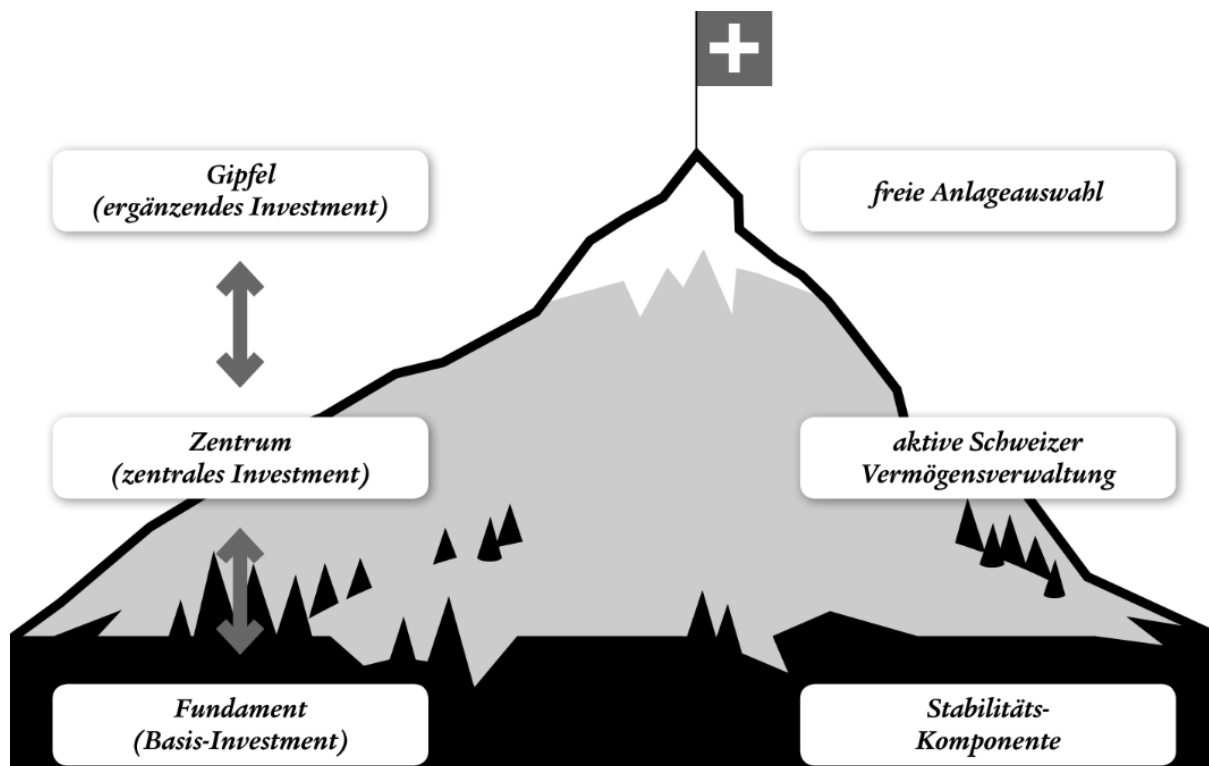 Gipfel
(ergänzendes Investment)
freie Anlageauswahl
Zentrum
(zentrales Investment)
aktive Schweizer
Vermögensverwaltung
Fundament
(Basis-Investment)
Stabilitäts-
Komponente